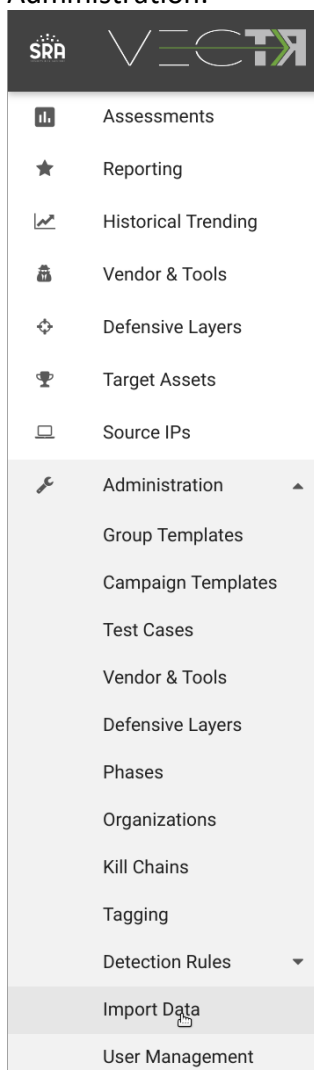 Administration.
SRA
VECTR
Assessments
Reporting
Historical Trending
Vendor & Tools
Defensive Layers
Target Assets
Source IPs
Administration
Group Templates
Campaign Templates
Test Cases
Vendor & Tools
Defensive Layers
Phases
Organizations
Kill Chains
Tagging
Detection Rules
Import Data
User Management